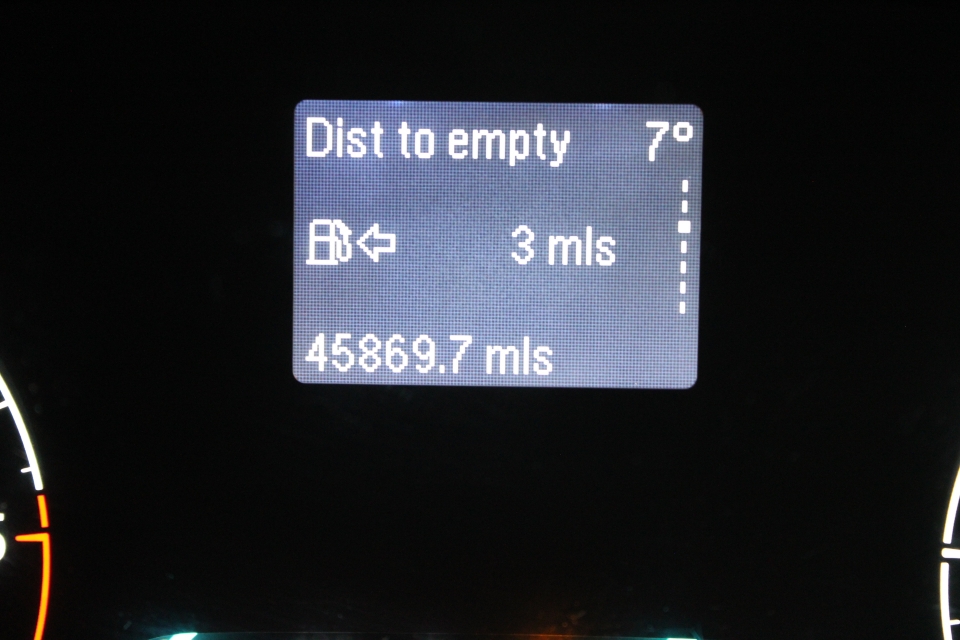 Dist to empty 7°
3 mls
45869.7 mls